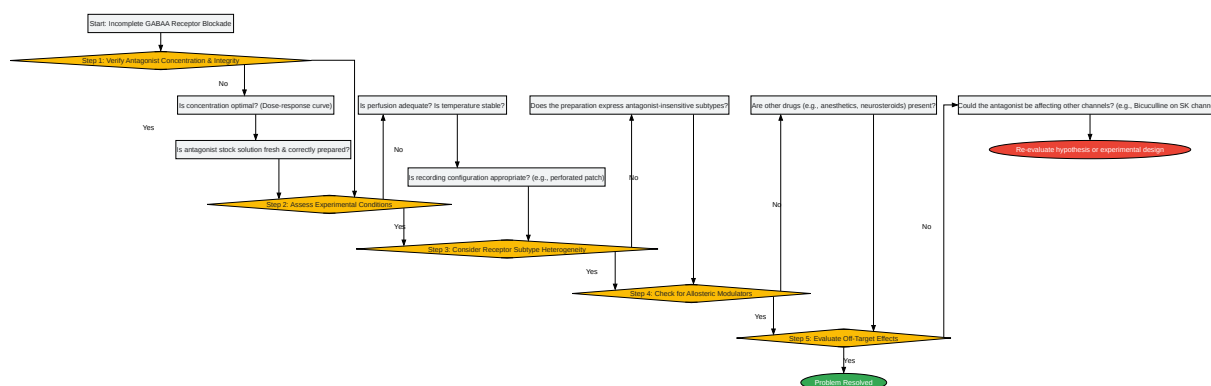 Start: Incomplete GABAA Receptor Blockade
Step 1: Verify Antagonist Concentration & Integrity
No
Is concentration optimal? (Dose-response curve)
Is perfusion adequate? Is temperature stable?
Does the preparation express antagonist-insensitive subtypes?
Are other drugs (e.g., anesthetics, neurosteroids) present?
Could the antagonist be affecting other channels? (e.g., Bicuculline on SK chann
Yes
Is antagonist stock solution fresh & correctly prepared?
No
Re-evaluate hypothesis or experimental design
Is recording configuration appropriate? (e.g., perforated patch)
No
Step 2: Assess Experimental Conditions
No
Yes
No
Step 3: Consider Receptor Subtype Heterogeneity
Yes
Step 4: Check for Allosteric Modulators
Yes
Step 5: Evaluate Off-Target Effects
Yes
Problem Resolved